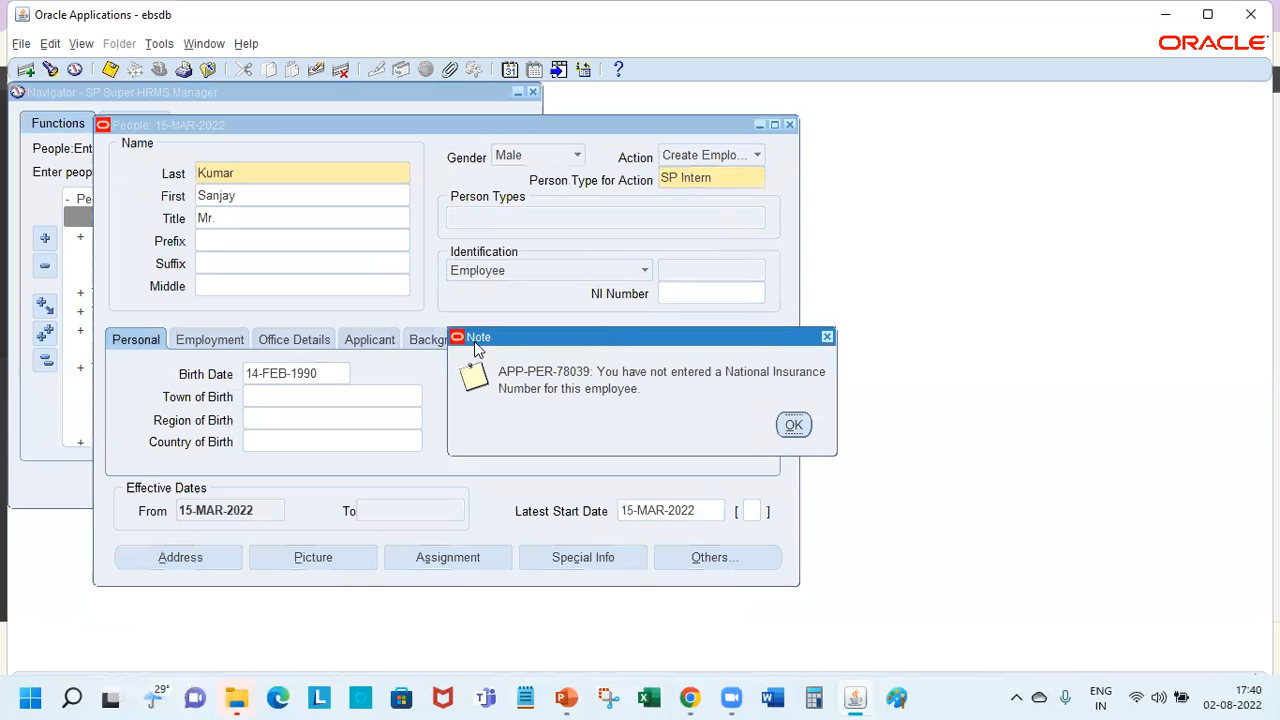 Oracle Applications - ebsdb
File Edit View Folder Tools Window Help
ORACLE
Navigator - SP Super HRMS Manager
Functions
People: 15-MAR-2022
People:Ent
Enter peop
- Pe
Name
Last Kumar
First Sanjay
Title Mr.
Prefix
Suffix
Middle
Gender Male
Action Create Emplo...
Person Type for Action SP Intern
Person Types
Identification
Employee
NI Number
Personal Employment Office Details Applicant Backgr
Birth Date 14-FEB-1990
Town of Birth
Region of Birth
Country of Birth
Note
APP-PER-78039: You have not entered a National Insurance
Number for this employee.
OK
Effective Dates
From 15-MAR-2022 To
Latest Start Date 15-MAR-2022 [ ]
Address Picture Assignment Special Info Others...
29°
ENG
IN
17:40
02-08-2022